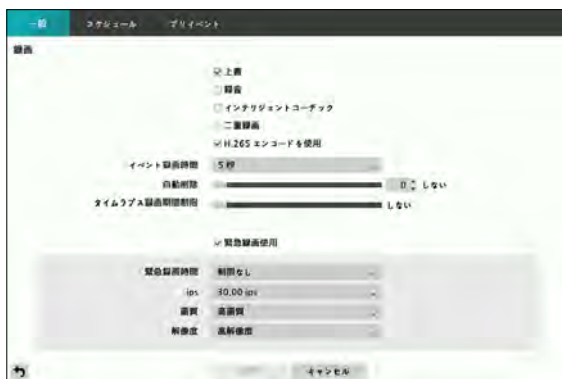 一般 スケジュール プリイベント
録画
上書
録音
インテリジェントコーデック
二重録画
H.265 エンコードを使用
イベント録画時間 5 秒
自動削除 0 しない
タイムラプス録画期間制限 しない
緊急録画使用
緊急録画時間 制限なし
ips 30.00 ips
画質 高画質
解像度 高解像度
キャンセル